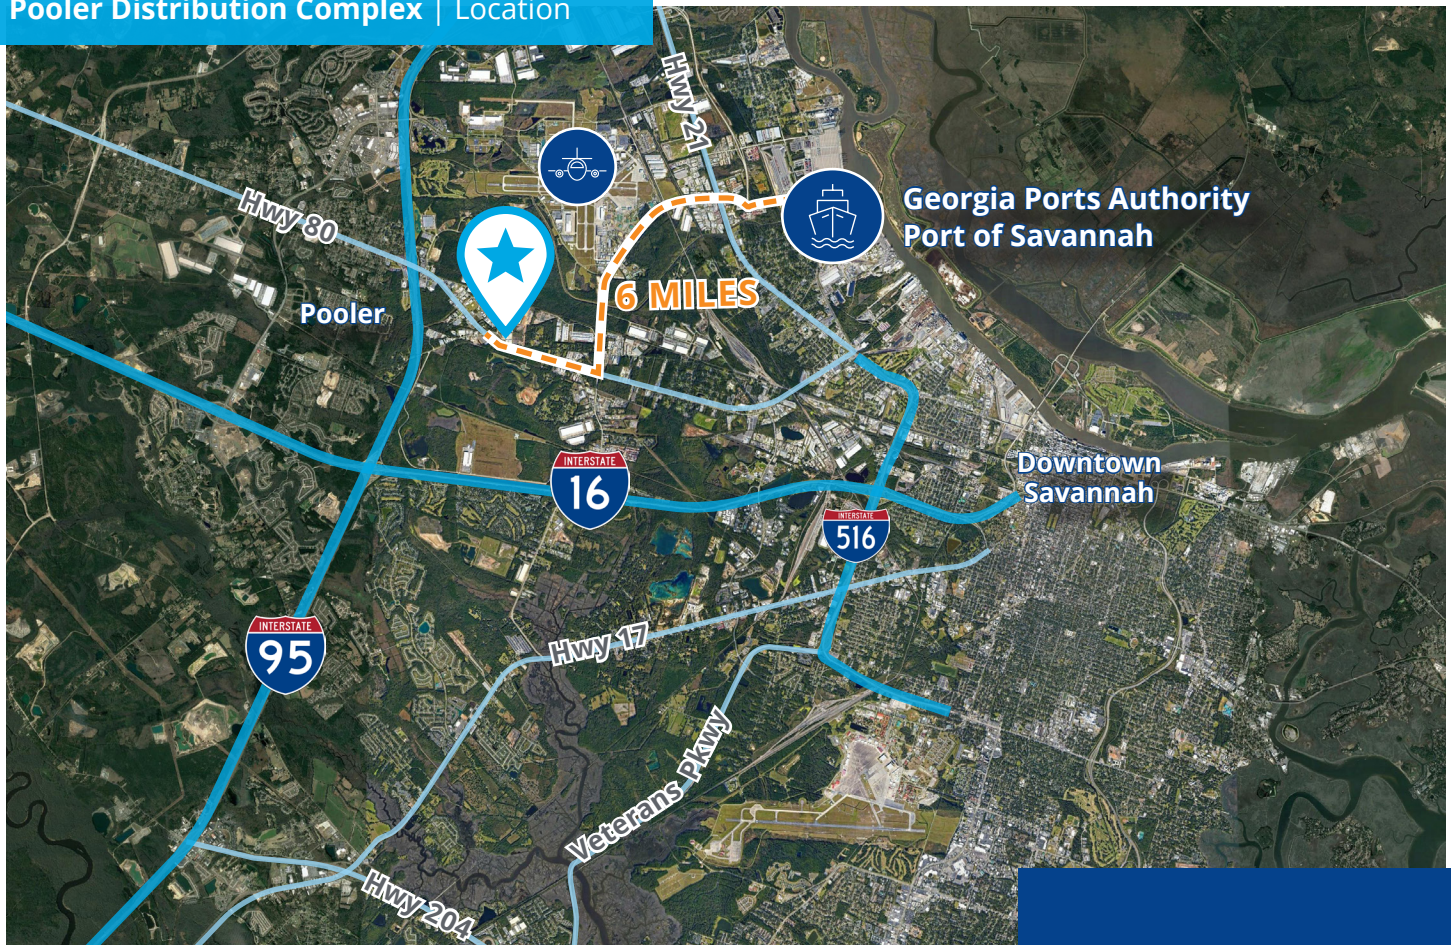 Pooler Distribution Complex | Location
Hwy 21
Hwy 80
Georgia Ports Authority
Port of Savannah
6 MILES
Pooler
Downtown
Savannah
INTERSTATE
16
INTERSTATE
516
INTERSTATE
95
Hwy 17
Veterans Pkwy
Hwy 204